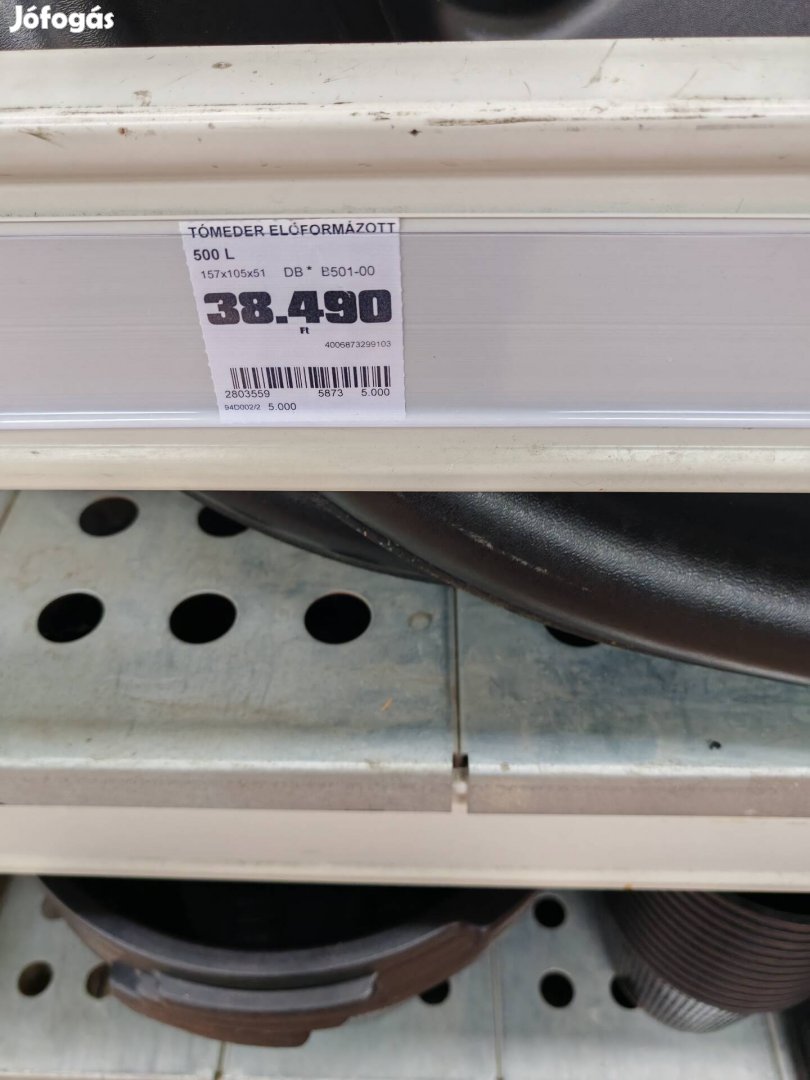 Jófogás
TÓMEDER ELŐFORMÁZOTT
500 L
157x105x51 DB * B501-00
38.490
Ft
4006873299103
2803559 5873 5.000
94D002/2 5.000